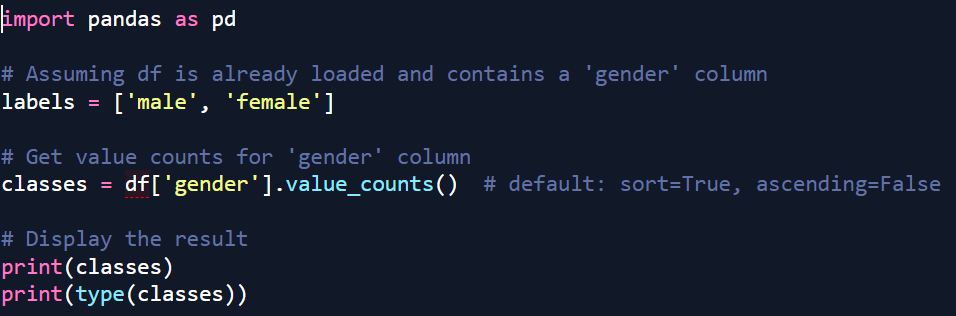 import pandas as pd
# Assuming df is already loaded and contains a 'gender' column
labels = ['male', 'female']
# Get value counts for 'gender' column
classes = df['gender'].value_counts()  # default: sort=True, ascending=False
# Display the result
print(classes)
print(type(classes))